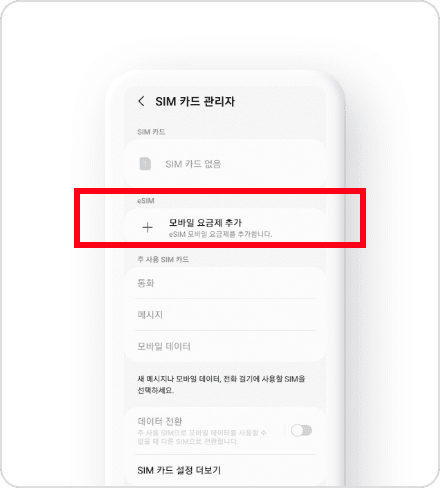 SIM 카드 관리자
SIM 카드
SIM 카드 없음
eSIM
모바일 요금제 추가
eSIM 모바일 요금제를 추가합니다.
주 사용 SIM 카드
통화
메시지
모바일 데이터
새 메시지나 모바일 데이터, 전화 걸기에 사용할 SIM을
선택하세요.
데이터 전환
주 사용 SIM으로 모바일 데이터를 사용할 수
없을 때 다른 SIM으로 전환합니다.
SIM 카드 설정 더보기